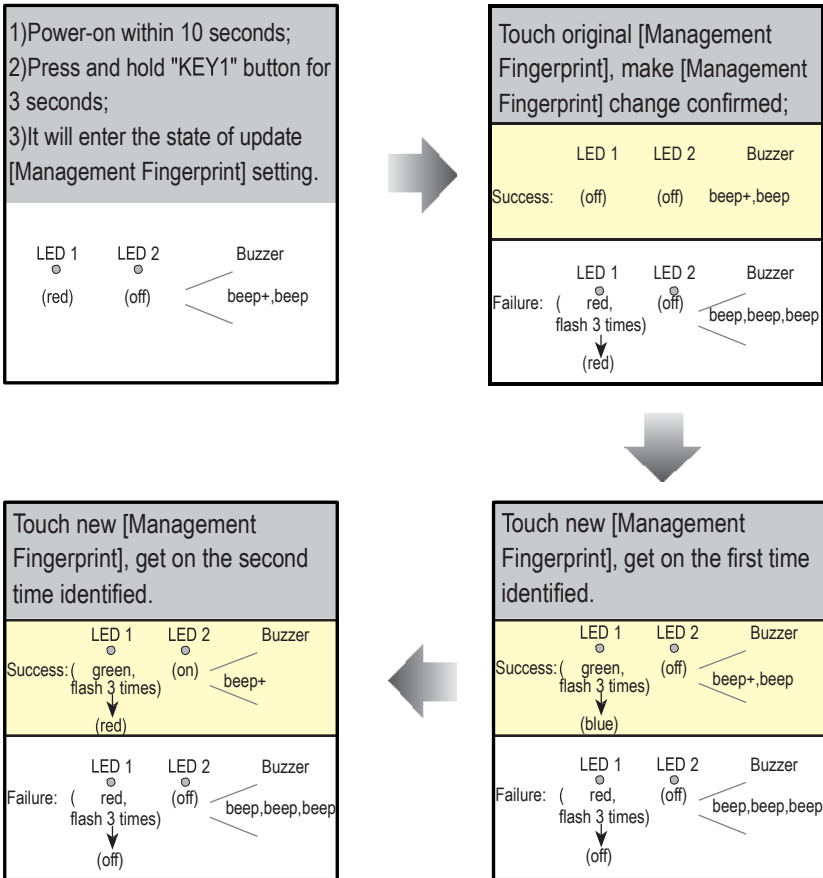 1)Power-on within 10 seconds;
2)Press and hold "KEY1" button for
3 seconds;
3)It will enter the state of update
[Management Fingerprint] setting.
LED 1 LED 2 Buzzer
(red) (off) beep+,beep
Touch original [Management
Fingerprint], make [Management
Fingerprint] change confirmed;
LED 1 LED 2 Buzzer
Success: (off) (off) beep+,beep
LED 1 LED 2 Buzzer
Failure: ( red, (off) beep,beep,beep
flash 3 times)
(red)
Touch new [Management
Fingerprint], get on the first time
identified.
LED 1 LED 2 Buzzer
Success:( green, (off) beep+,beep
flash 3 times)
(blue)
LED 1 LED 2 Buzzer
Failure: ( red, (off) beep,beep,beep
flash 3 times)
(off)
Touch new [Management
Fingerprint], get on the second
time identified.
LED 1 LED 2 Buzzer
Success:( green, (on) beep+
flash 3 times)
(red)
LED 1 LED 2 Buzzer
Failure: ( red, (off) beep,beep,beep
flash 3 times)
(off)